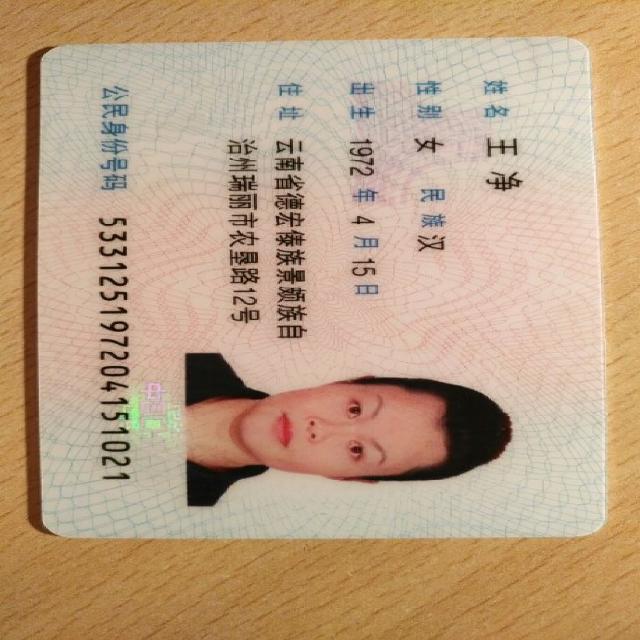 姓名 王净
性别 女 民族 汉
出生 1972 年 4 月 15 日
住址 云南省德宏傣族景颇族自
治州瑞丽市农垦路12号
公民身份号码 533125197204151021